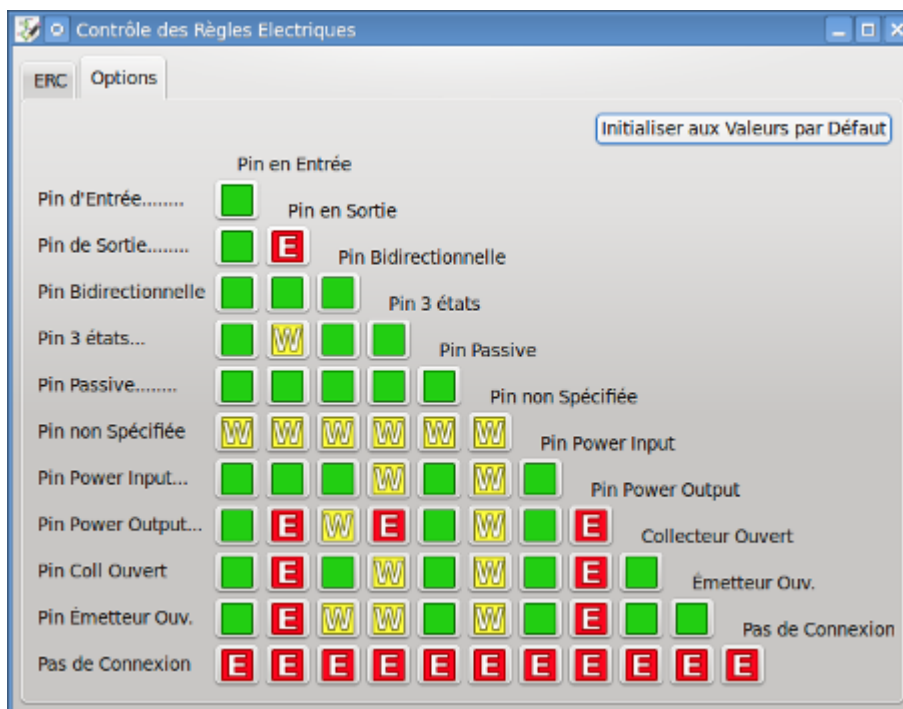 Contrôle des Règles Electriques
ERC Options
Initialiser aux Valeurs par Défaut
Pin en Entrée
Pin d'Entrée........
Pin en Sortie
Pin de Sortie........ E
Pin Bidirectionnelle
Pin Bidirectionnelle
Pin 3 états
Pin 3 états... W
Pin Passive
Pin Passive........
Pin non Spécifiée
Pin non Spécifiée W W W W W W
Pin Power Input
Pin Power Input... W W
Pin Power Output
Pin Power Output... E W E W E
Collecteur Ouvert
Pin Coll Ouvert E W W E
Émetteur Ouv.
Pin Émetteur Ouv. E W W W E
Pas de Connexion
Pas de Connexion E E E E E E E E E E E